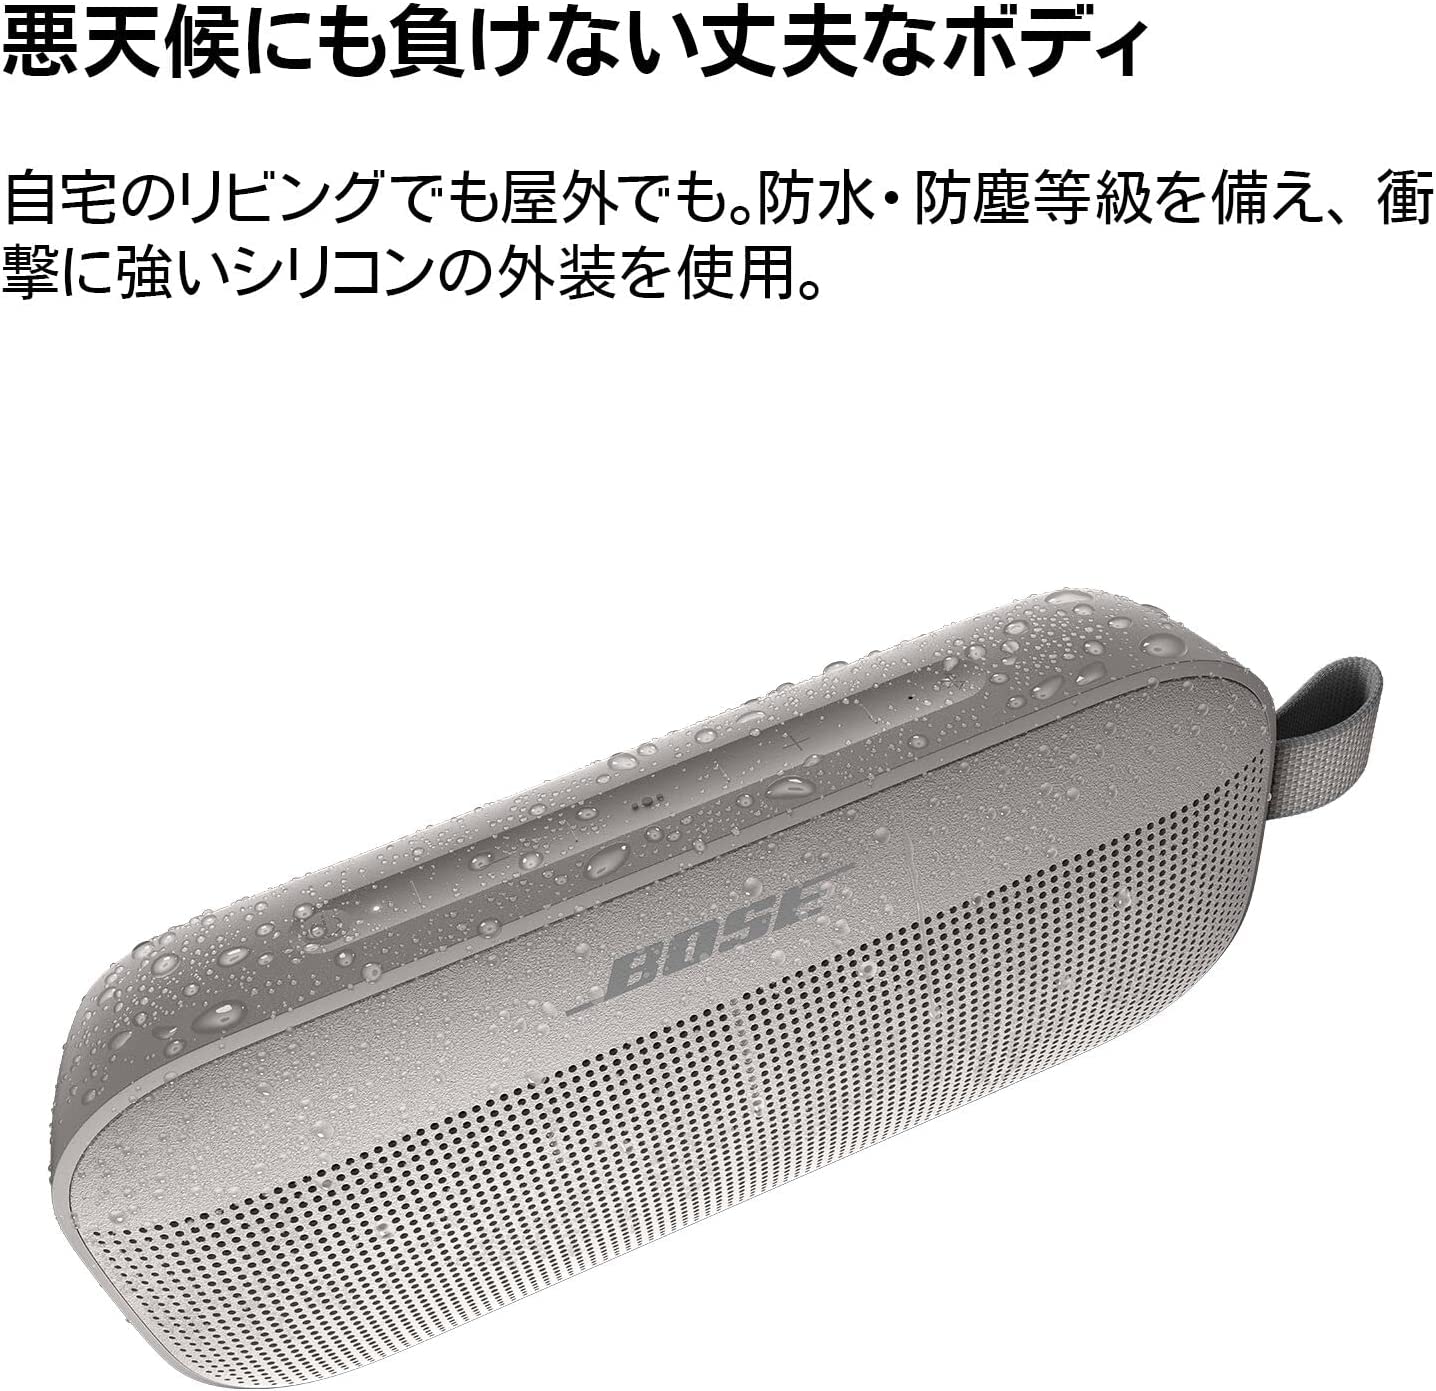 悪天候にも負けない丈夫なボディ
自宅のリビングでも屋外でも。防水・防塵等級を備え、衝
撃に強いシリコンの外装を使用。
BOSE